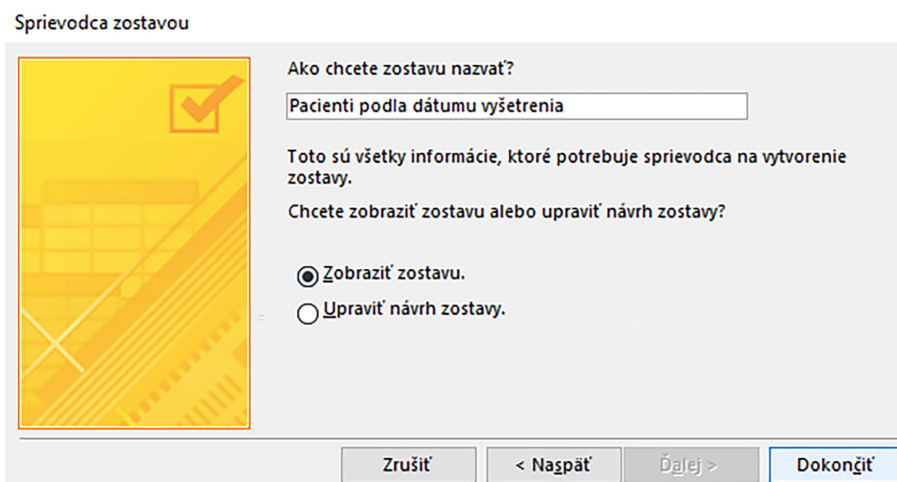 Sprievodca zostavou
Ako chcete zostavu nazvať?
Pacienti podla dátumu vyšetrenia
Toto sú všetky informácie, ktoré potrebuje sprievodca na vytvorenie
zostavy.
Chcete zobraziť zostavu alebo upraviť návrh zostavy?
Zobraziť zostavu.
Upraviť návrh zostavy.
Zrušiť
< Naspäť
Ďalej >
Dokončiť